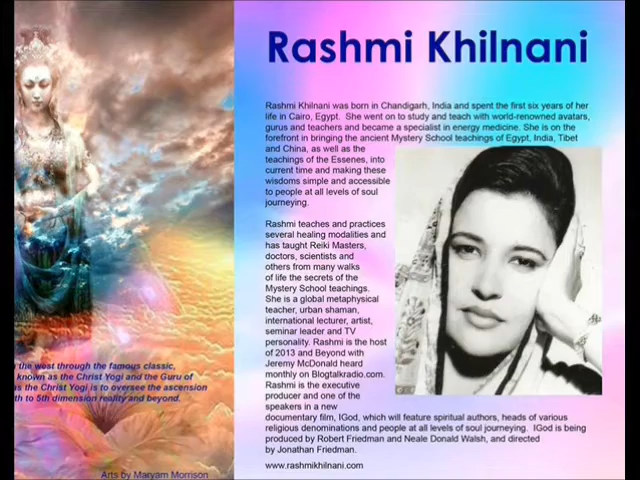 Rashmi Khilnani
Rashmi Khilnani was born in Chandigarh, India and spent the first six years of her
life in Cairo, Egypt. She went on to study and teach with world-renowned avatars,
gurus and teachers and became a specialist in energy medicine. She is on the
forefront in bringing the ancient Mystery School teachings of Egypt, India, Tibet
and China, as well as the
teachings of the Essenes, into
current time and making these
wisdoms simple and accessible
to people at all levels of soul
journeying.
Rashmi teaches and practices
several healing modalities and
has taught Reiki Masters,
doctors, scientists and
others from many walks
of life the secrets of the
Mystery School teachings.
She is a global metaphysical
teacher, urban shaman,
international lecturer, artist,
seminar leader and TV
personality. Rashmi is the host
of 2013 and Beyond with
Jeremy McDonald heard
monthly on Blogtalkradio.com.
Rashmi is the executive
producer and one of the
speakers in a new
documentary film, IGod, which will feature spiritual authors, heads of various
religious denominations and people at all levels of soul journeying. IGod is being
produced by Robert Friedman and Neale Donald Walsh, and directed
by Jonathan Friedman.
www.rashmikhilnani.com
the west through the famous classic,
known as the Christ Yogi and the Guru of
as the Christ Yogi is to oversee the ascension
th to 5th dimension reality and beyond.
Arts by Maryam Morrison